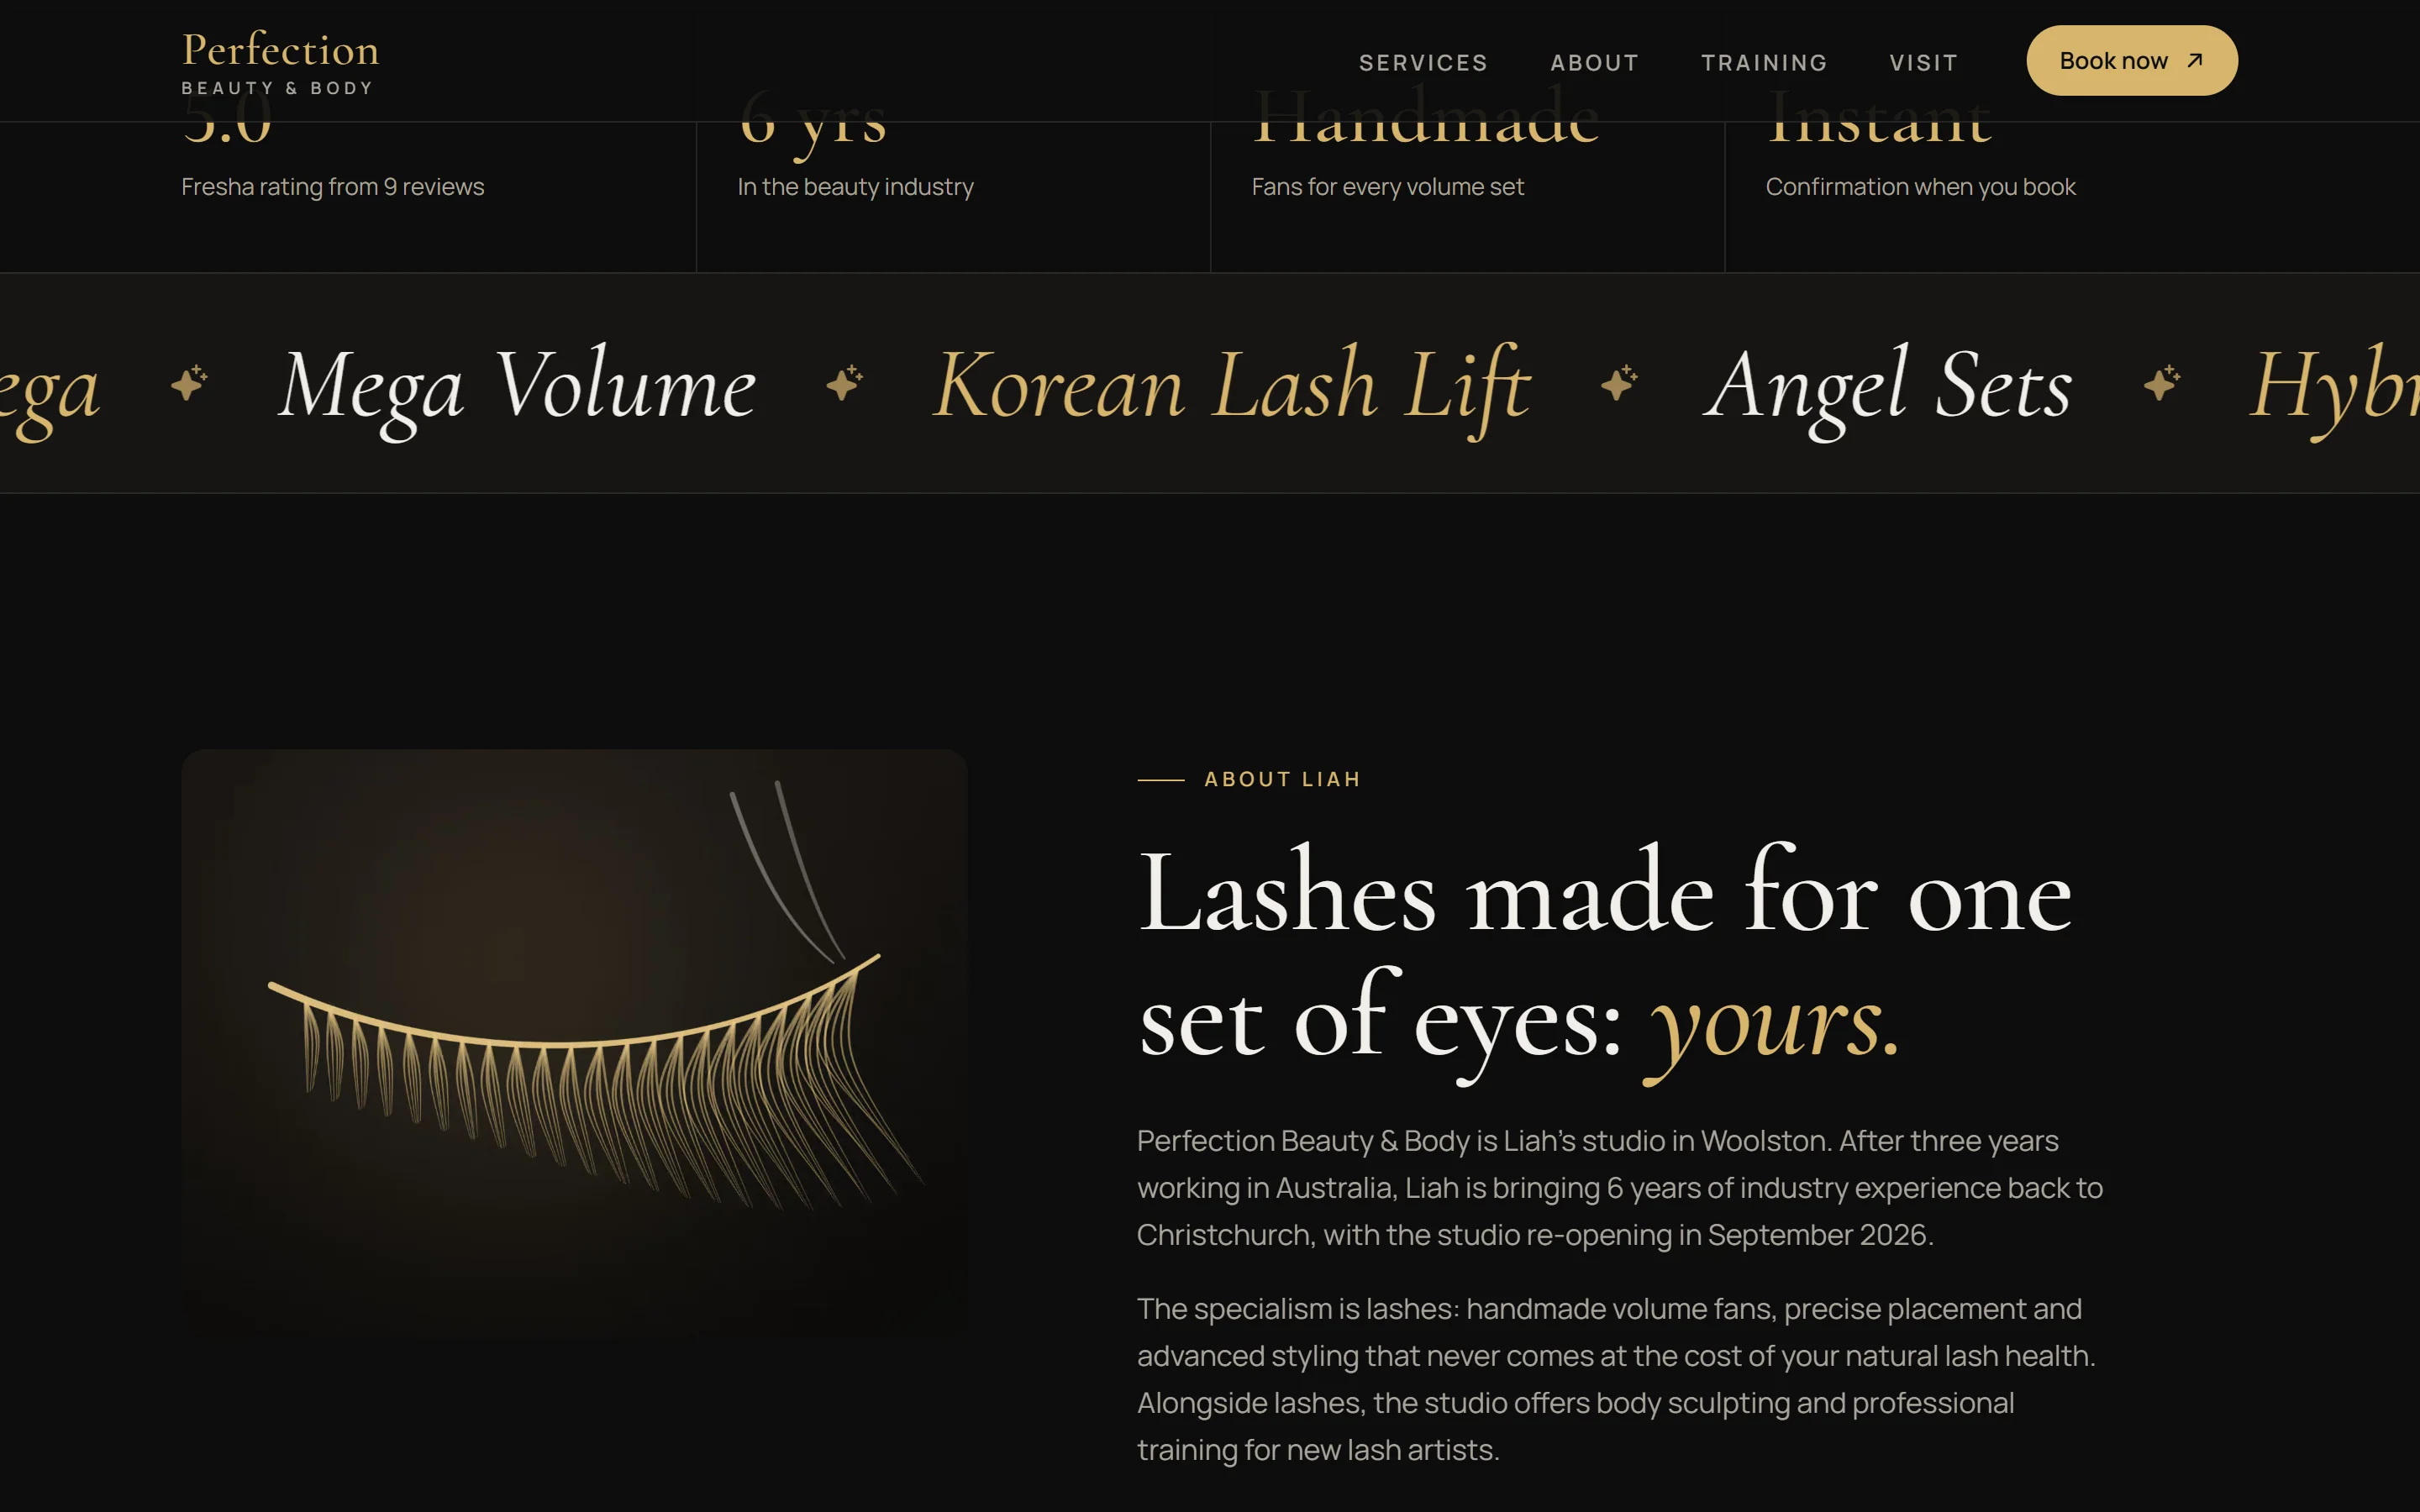 Perfection
BEAUTY & BODY
SERVICES ABOUT TRAINING VISIT Book now
5.0 6 yrs Handmade Instant
Fresha rating from 9 reviews In the beauty industry Fans for every volume set Confirmation when you book
ega Mega Volume Korean Lash Lift Angel Sets Hyb
ABOUT LIAH
Lashes made for one
set of eyes: yours.
Perfection Beauty & Body is Liah’s studio in Woolston. After three years
working in Australia, Liah is bringing 6 years of industry experience back to
Christchurch, with the studio re-opening in September 2026.
The specialism is lashes: handmade volume fans, precise placement and
advanced styling that never comes at the cost of your natural lash health.
Alongside lashes, the studio offers body sculpting and professional
training for new lash artists.